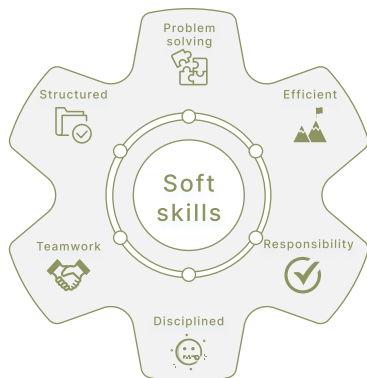 Problem
solving
Structured
Efficient
Soft
skills
Teamwork
Responsibility
Disciplined